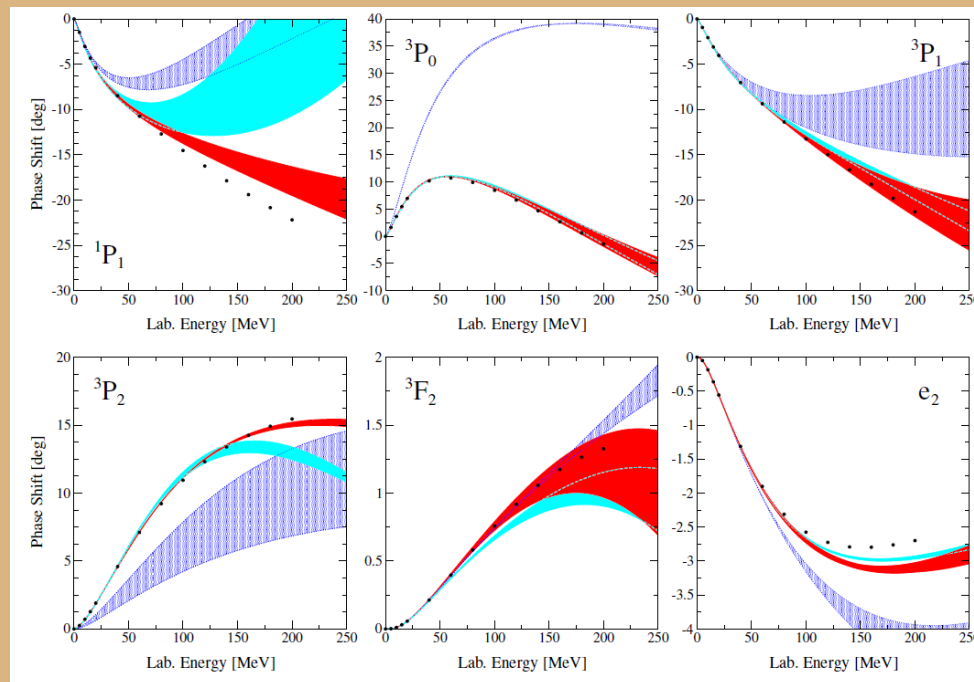 Phase Shift [deg]
0
-5
-10
-15
-20
-25
-30
¹P₁
0 50 100 150 200 250
Lab. Energy [MeV]
40
35
30
25
20
15
10
5
0
-5
-10
³P₀
0 50 100 150 200 250
Lab. Energy [MeV]
0
-5
-10
-15
-20
-25
-30
³P₁
0 50 100 150 200 250
Lab. Energy [MeV]
Phase Shift [deg]
20
15
10
5
0
³P₂
0 50 100 150 200 250
Lab. Energy [MeV]
2
1.5
1
0.5
0
³F₂
0 50 100 150 200 250
Lab. Energy [MeV]
0
-0.5
-1
-1.5
-2
-2.5
-3
-3.5
-4
e₂
0 50 100 150 200 250
Lab. Energy [MeV]